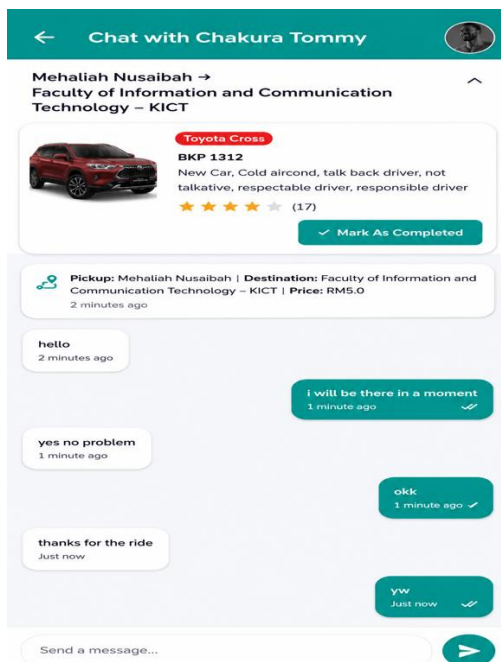 Chat with Chakura Tommy
Mehaliah Nusaibah →
Faculty of Information and Communication
Technology – KICT
Toyota Cross
BKP 1312
New Car, Cold aircond, talk back driver, not
talkative, respectable driver, responsible driver
(17)
✓ Mark As Completed
Pickup: Mehaliah Nusaibah | Destination: Faculty of Information and
Communication Technology – KICT | Price: RM5.0
2 minutes ago
hello
2 minutes ago
i will be there in a moment
1 minute ago
yes no problem
1 minute ago
okk
1 minute ago
thanks for the ride
Just now
yw
Just now
Send a message...